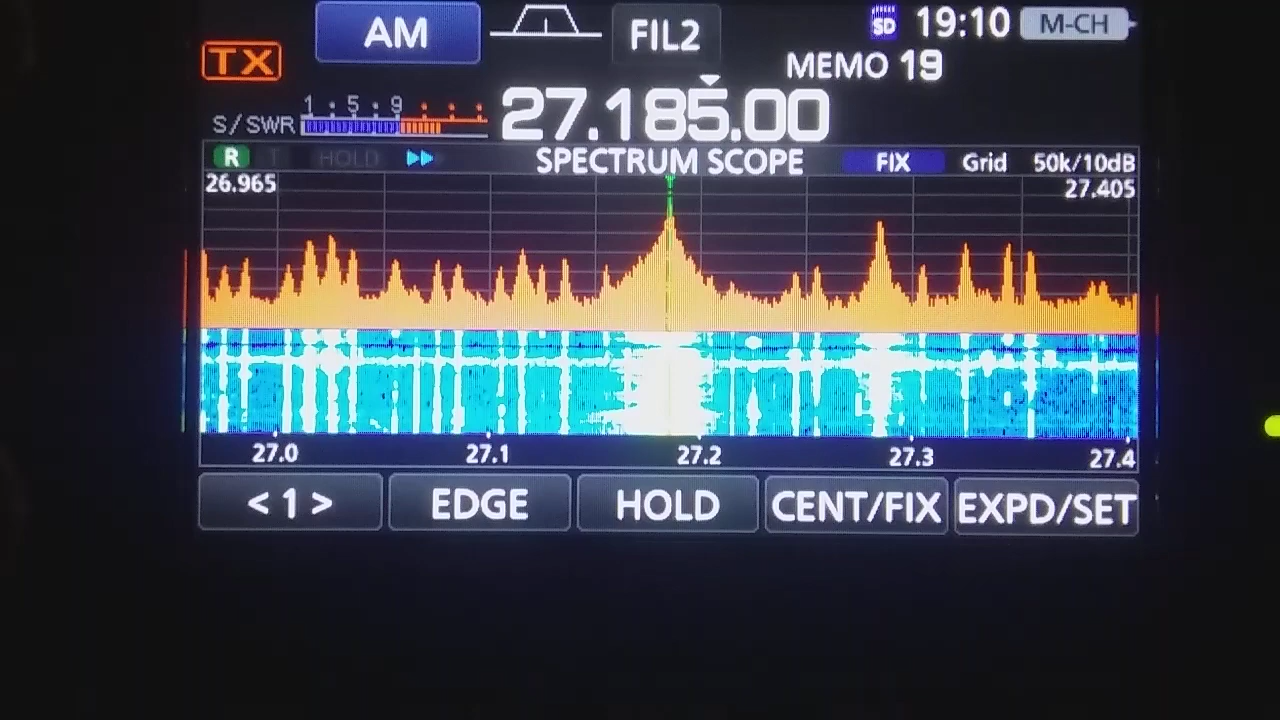 AM FIL2 SD 19:10 M-CH
TX MEMO 19
S/SWR 1 · 5 · 9 27.185.00
R T HOLD SPECTRUM SCOPE FIX Grid 50k/10dB
26.965 27.405
27.0 27.1 27.2 27.3 27.4
< 1 > EDGE HOLD CENT/FIX EXPD/SET